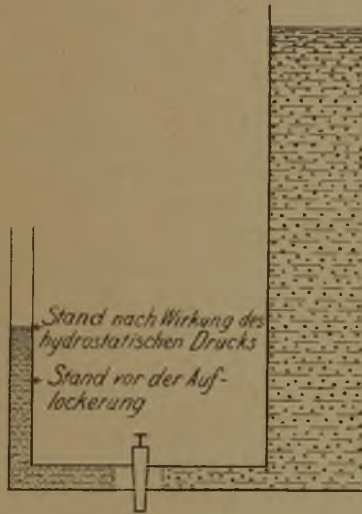 Stand nach Wirkung des
hydrostatischen Drucks
Stand vor der Auf-
lockerung